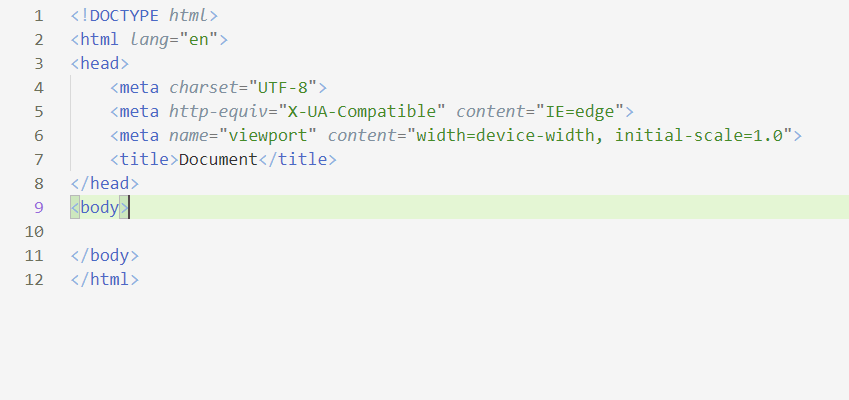 1 <!DOCTYPE html>
2 <html lang="en">
3 <head>
4     <meta charset="UTF-8">
5     <meta http-equiv="X-UA-Compatible" content="IE=edge">
6     <meta name="viewport" content="width=device-width, initial-scale=1.0">
7     <title>Document</title>
8 </head>
9 <body>
10
11 </body>
12 </html>